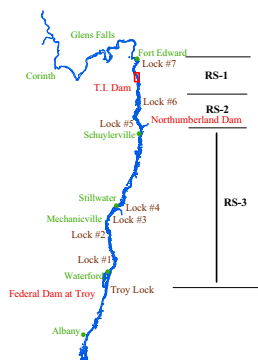 Glens Falls
Fort Edward
Lock #7
Corinth
RS-1
T.I. Dam
Lock #6
RS-2
Northumberland Dam
Lock #5
Schuylerville
Stillwater
RS-3
Lock #4
Mechanicville
Lock #3
Lock #2
Lock #1
Waterford
Troy Lock
Federal Dam at Troy
Albany